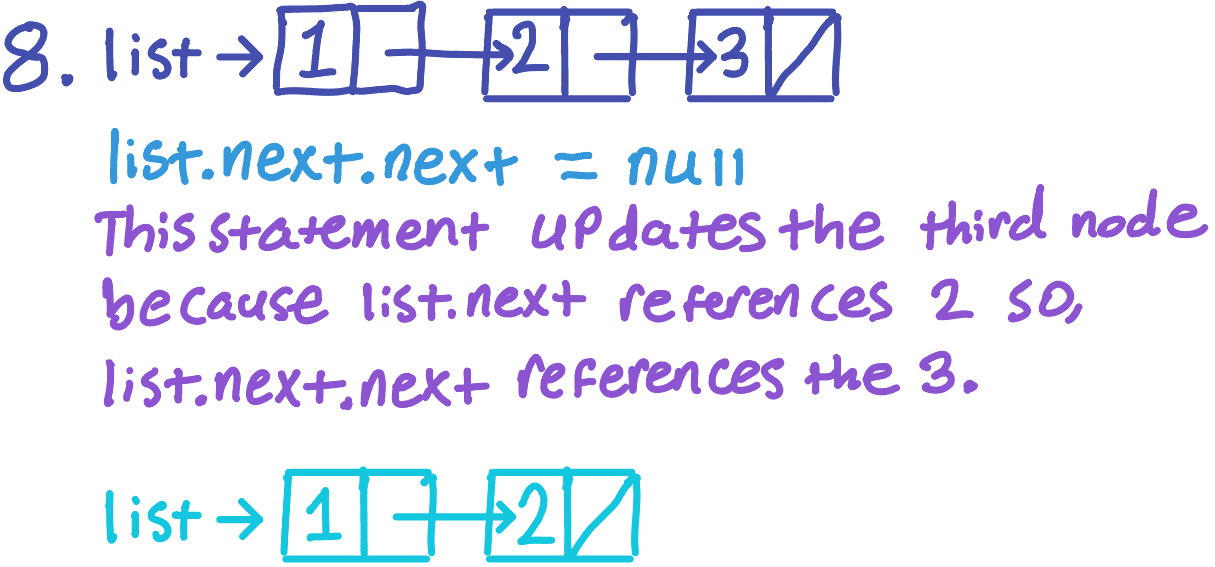 8. list → 1 2 3
list.next.next = null
This statement updates the third node
because list.next references 2 so,
list.next.next references the 3.
list → 1 2